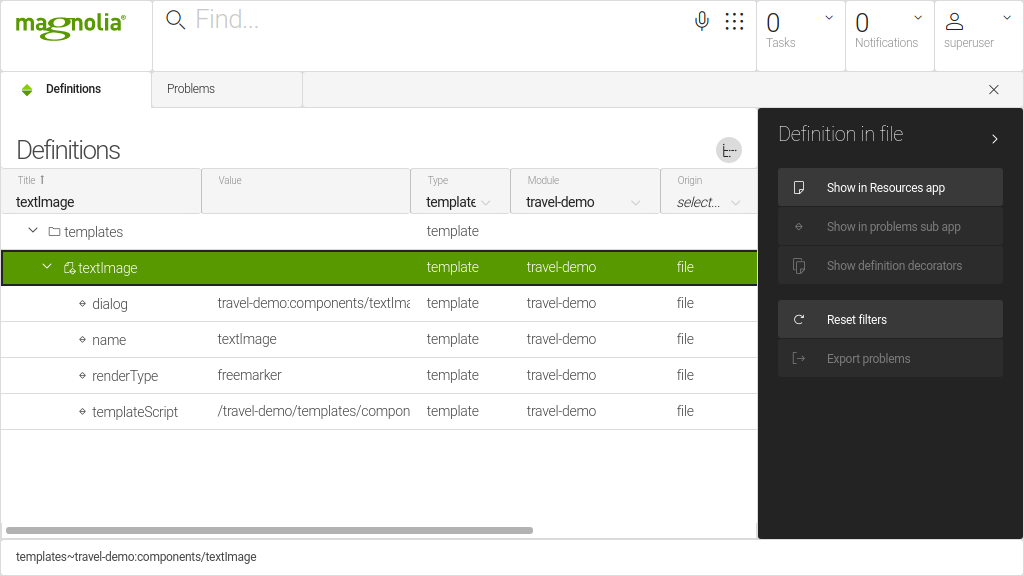 magnolia®
Find...
0
Tasks
0
Notifications
superuser
Definitions
Problems
Definitions
Title
Value
Type
Module
Origin
textImage
template
travel-demo
select...
templates
template
textImage
template
travel-demo
file
dialog
travel-demo:components/textIma
template
travel-demo
file
name
textImage
template
travel-demo
file
renderType
freemarker
template
travel-demo
file
templateScript
/travel-demo/templates/compon
template
travel-demo
file
Definition in file
Show in Resources app
Show in problems sub app
Show definition decorators
Reset filters
Export problems
templates~travel-demo:components/textImage